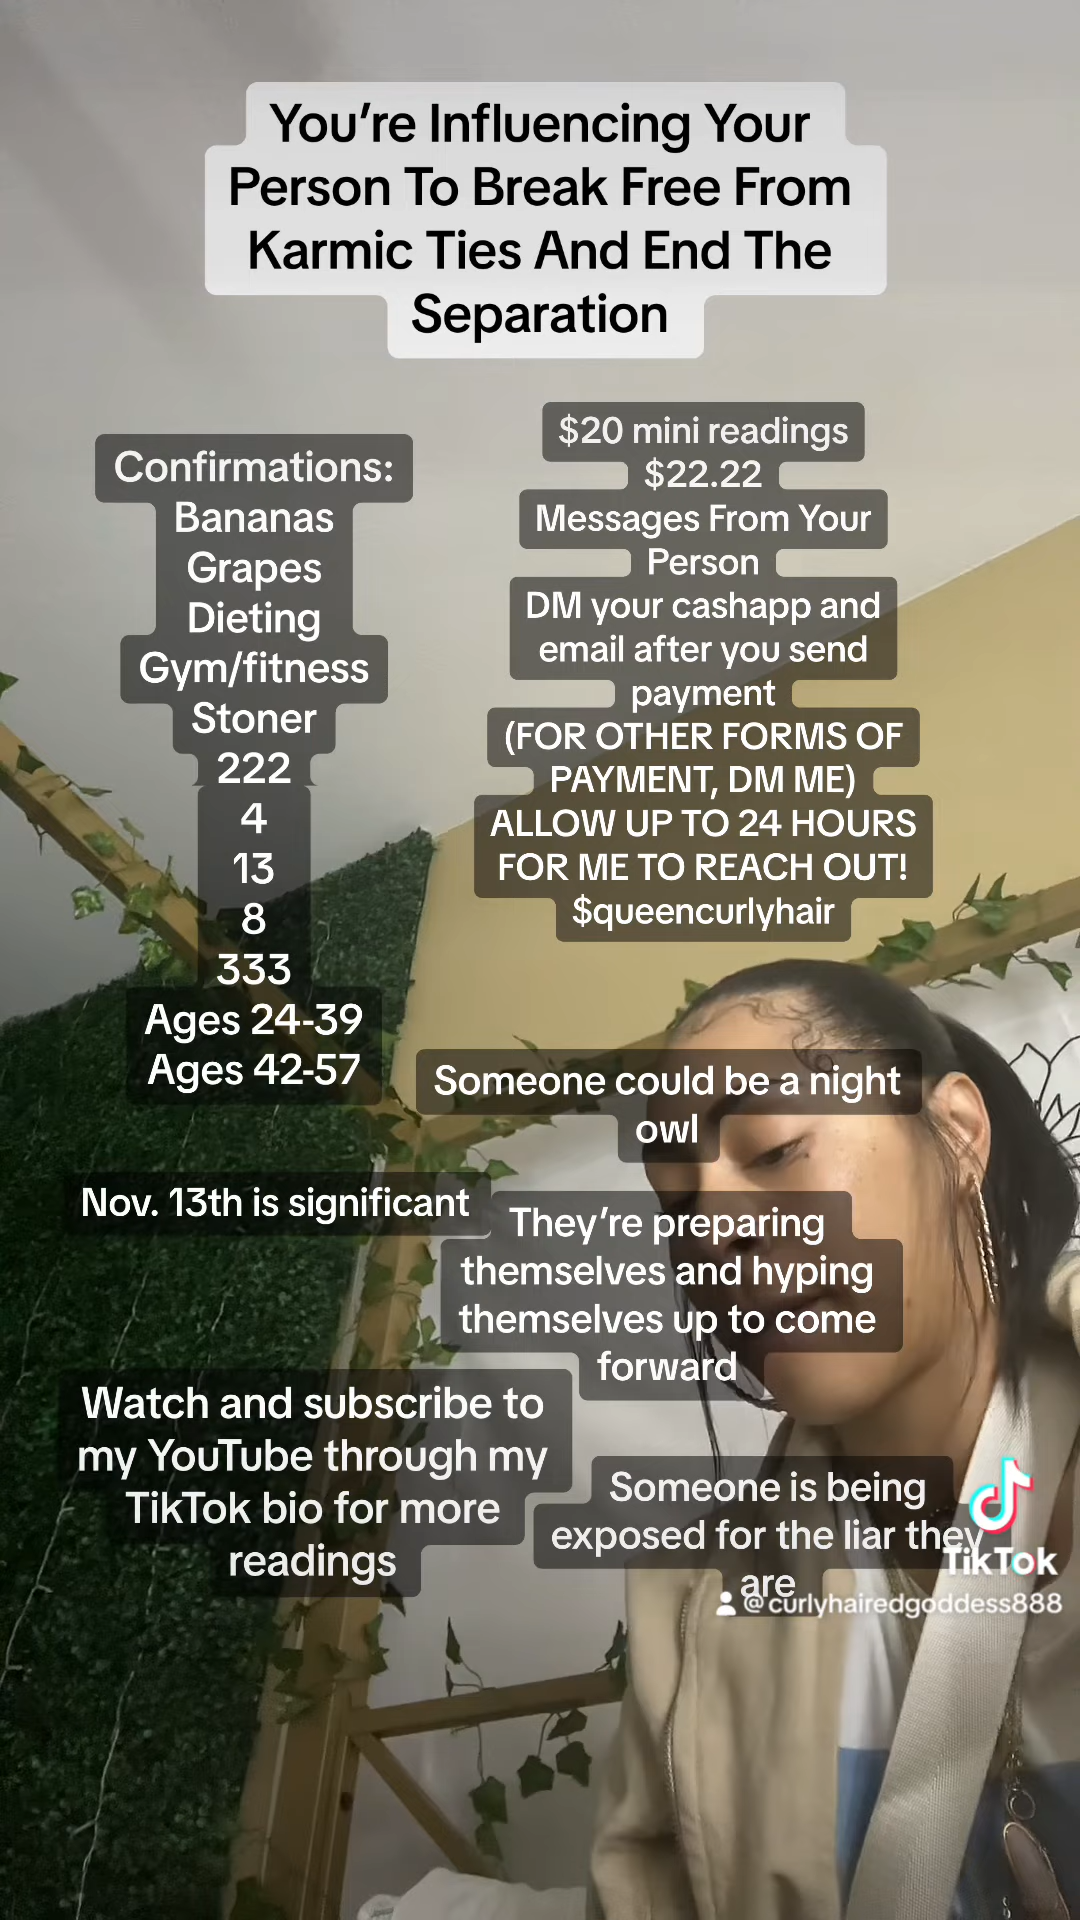 You're Influencing Your
Person To Break Free From
Karmic Ties And End The
Separation
Confirmations:
Bananas
Grapes
Dieting
Gym/fitness
Stoner
222
4
13
8
333
Ages 24-39
Ages 42-57
$20 mini readings
$22.22
Messages From Your
Person
DM your cashapp and
email after you send
payment
(FOR OTHER FORMS OF
PAYMENT, DM ME)
ALLOW UP TO 24 HOURS
FOR ME TO REACH OUT!
$queencurlyhair
Someone could be a night
owl
Nov. 13th is significant
They're preparing
themselves and hyping
themselves up to come
forward
Watch and subscribe to
my YouTube through my
TikTok bio for more
readings
Someone is being
exposed for the liar they
are
TikTok
@curlyhairedgoddess888